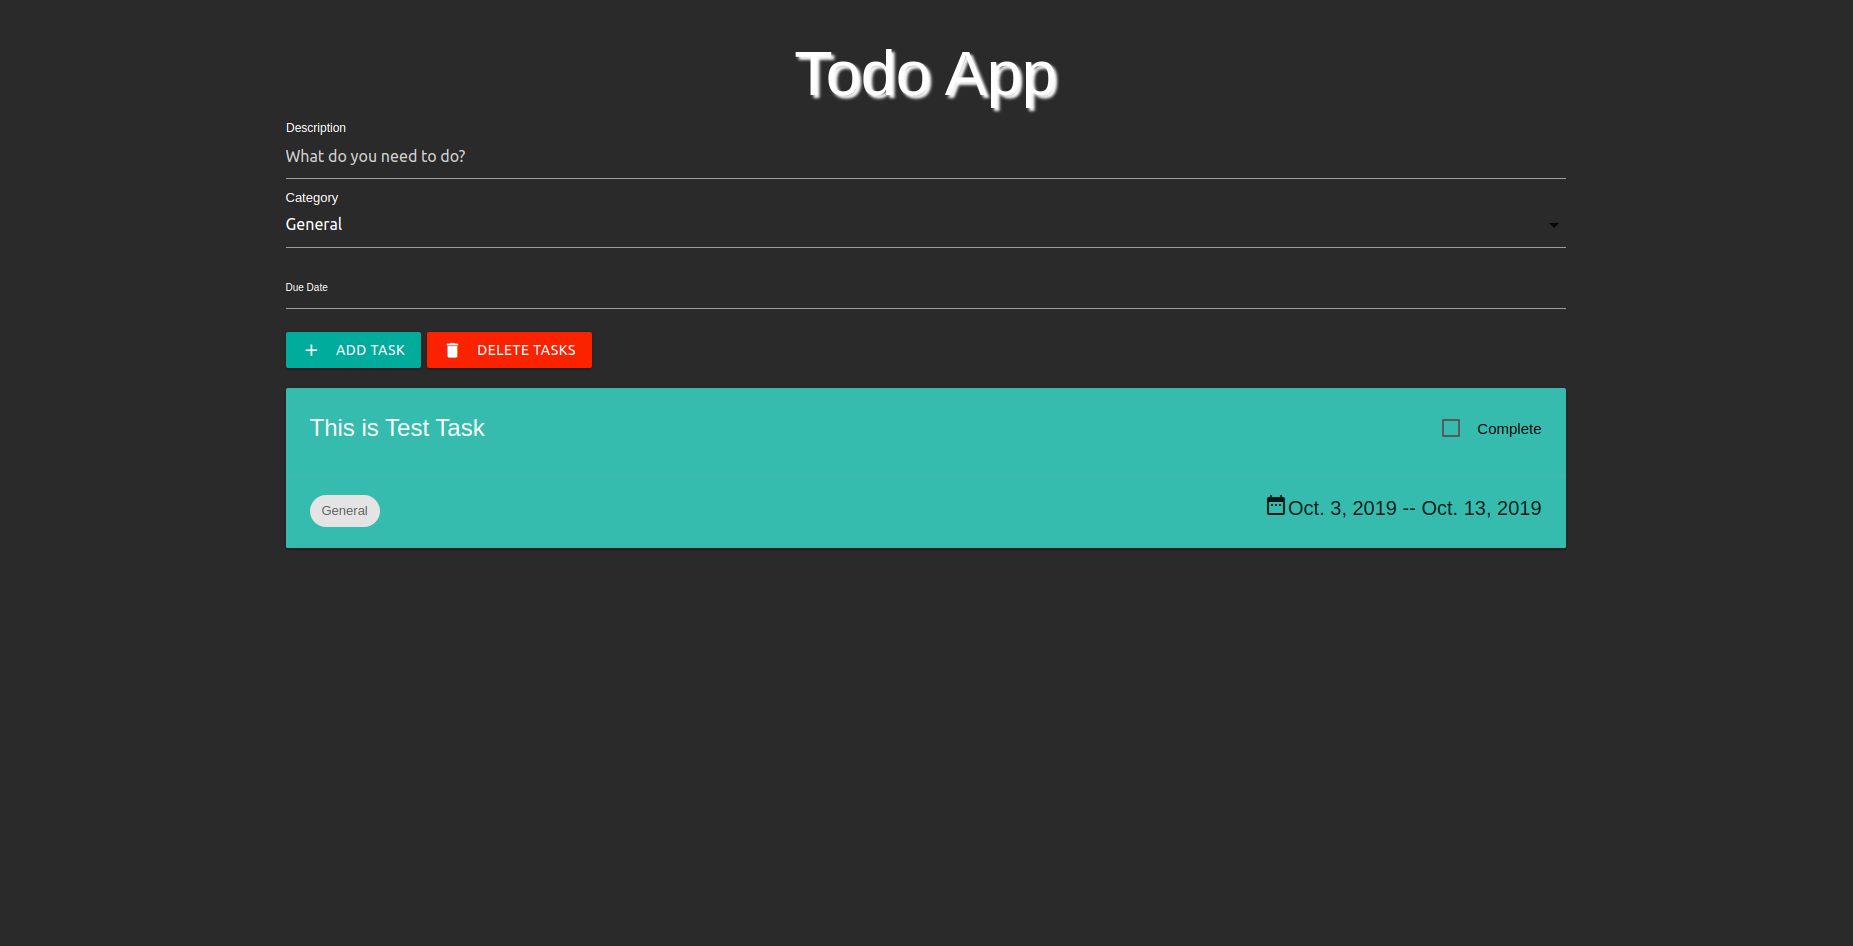 Todo App
Description
What do you need to do?
Category
General
Due Date
ADD TASK DELETE TASKS
This is Test Task Complete
General Oct. 3, 2019 -- Oct. 13, 2019